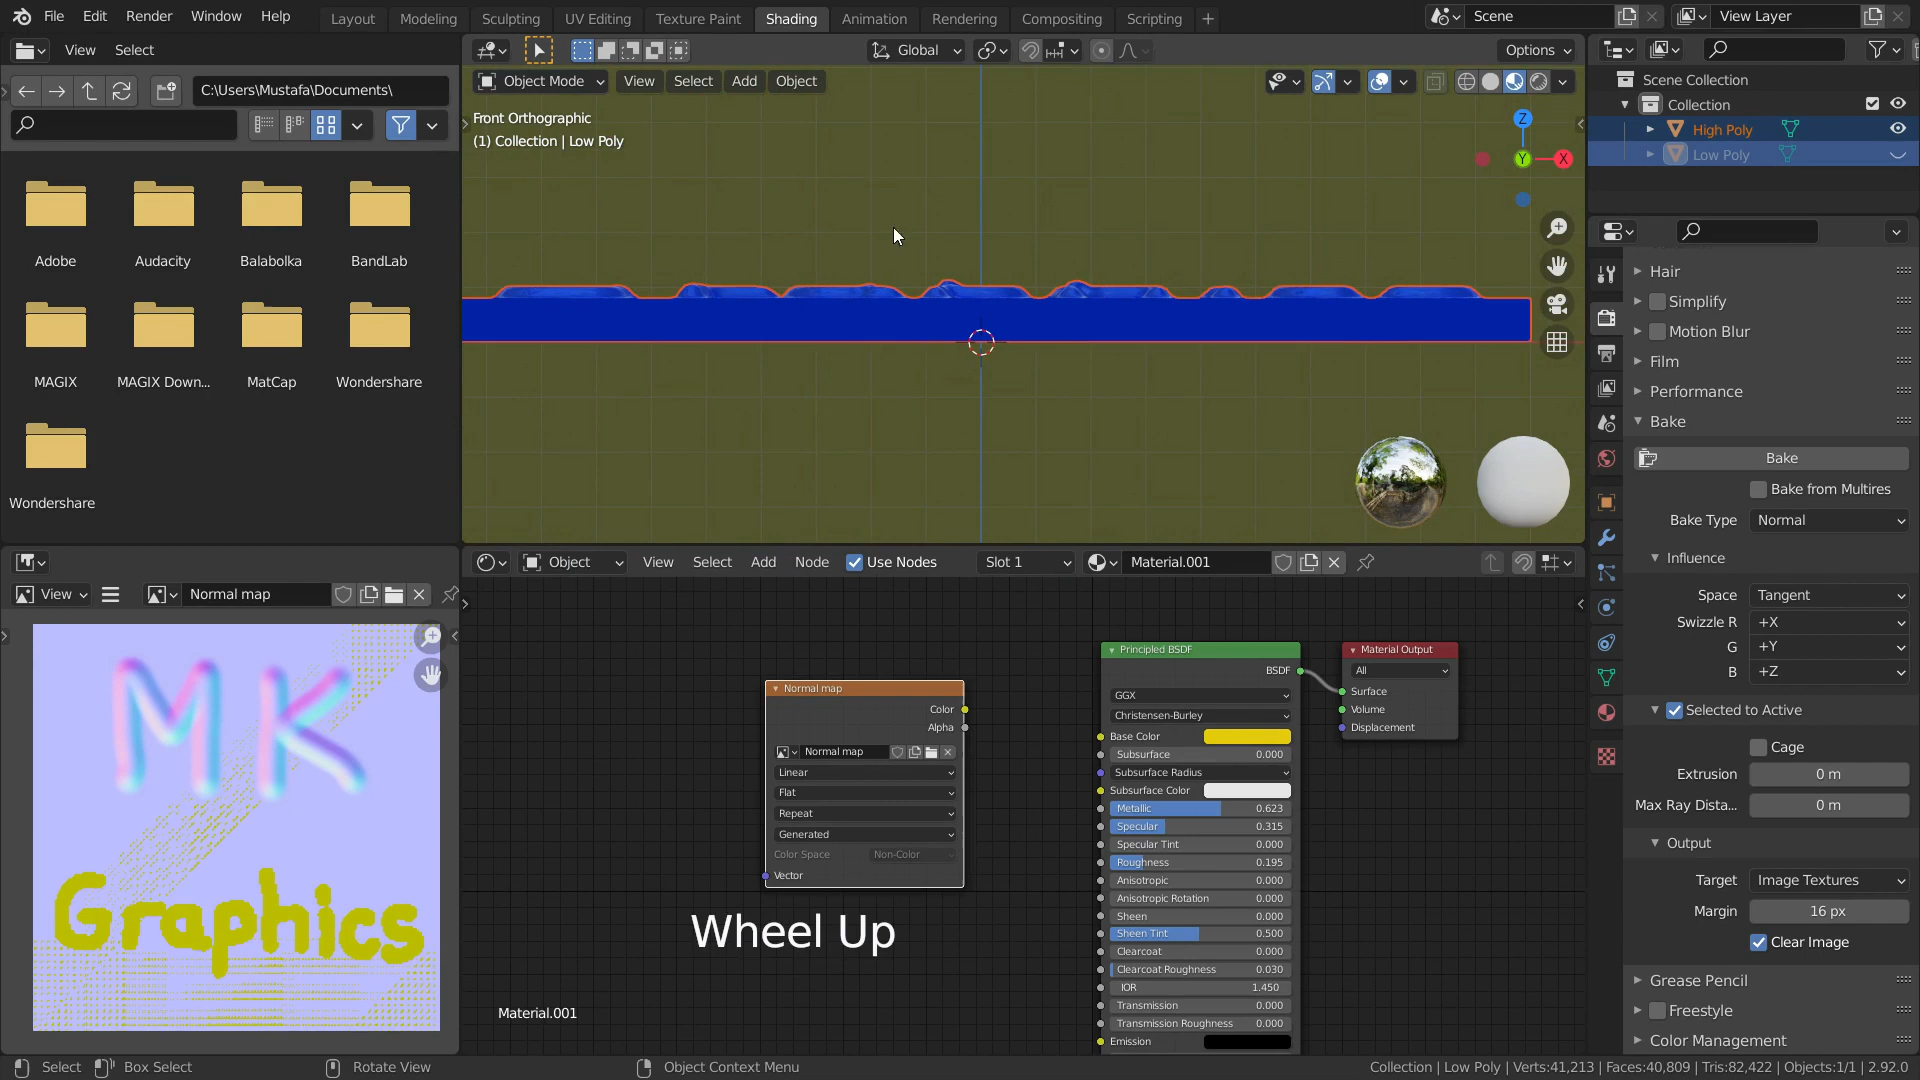 File Edit Render Window Help
Layout Modeling Sculpting UV Editing Texture Paint Shading Animation Rendering Compositing Scripting +
Scene
View Layer
View Select
Global
Options
C:\Users\Mustafa\Documents\
Object Mode View Select Add Object
Front Orthographic
(1) Collection | Low Poly
Z
Y
X
Adobe Audacity Balabolka BandLab
MAGIX MAGIX Down... MatCap Wondershare
Wondershare
Scene Collection
Collection
High Poly
Low Poly
Hair
Simplify
Motion Blur
Film
Performance
Bake
Bake
Bake from Multires
Bake Type Normal
Influence
Space Tangent
Swizzle R +X
G +Y
B +Z
Selected to Active
Cage
Extrusion 0 m
Max Ray Dista... 0 m
Output
Target Image Textures
Margin 16 px
Clear Image
Grease Pencil
Freestyle
Color Management
View
Normal map
MK
Graphics
Object View Select Add Node Use Nodes Slot 1 Material.001
Normal map
Color
Alpha
Normal map
Linear
Flat
Repeat
Generated
Color Space Non-Color
Vector
Principled BSDF
BSDF
GGX
Christensen-Burley
Base Color
Subsurface 0.000
Subsurface Radius
Subsurface Color
Metallic 0.623
Specular 0.315
Specular Tint 0.000
Roughness 0.195
Anisotropic 0.000
Anisotropic Rotation 0.000
Sheen 0.000
Sheen Tint 0.500
Clearcoat 0.000
Clearcoat Roughness 0.030
IOR 1.450
Transmission 0.000
Transmission Roughness 0.000
Emission
Material Output
All
Surface
Volume
Displacement
Wheel Up
Material.001
Select Box Select Rotate View Object Context Menu
Collection | Low Poly | Verts:41,213 | Faces:40,809 | Tris:82,422 | Objects:1/1 | 2.92.0